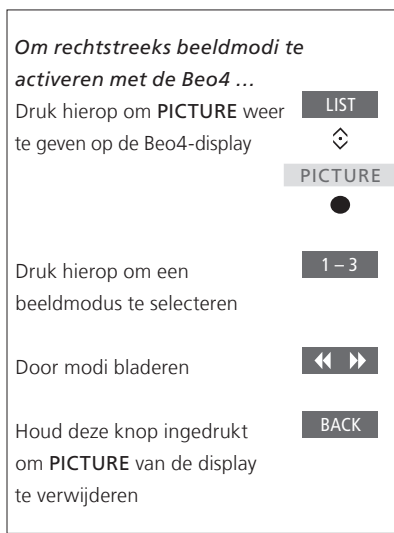 Om rechtstreeks beeldmodi te
activeren met de Beo4 …
Druk hierop om PICTURE weer
te geven op de Beo4-display
LIST
PICTURE
Druk hierop om een
beeldmodus te selecteren
1 – 3
Door modi bladeren
Houd deze knop ingedrukt
om PICTURE van de display
te verwijderen
BACK